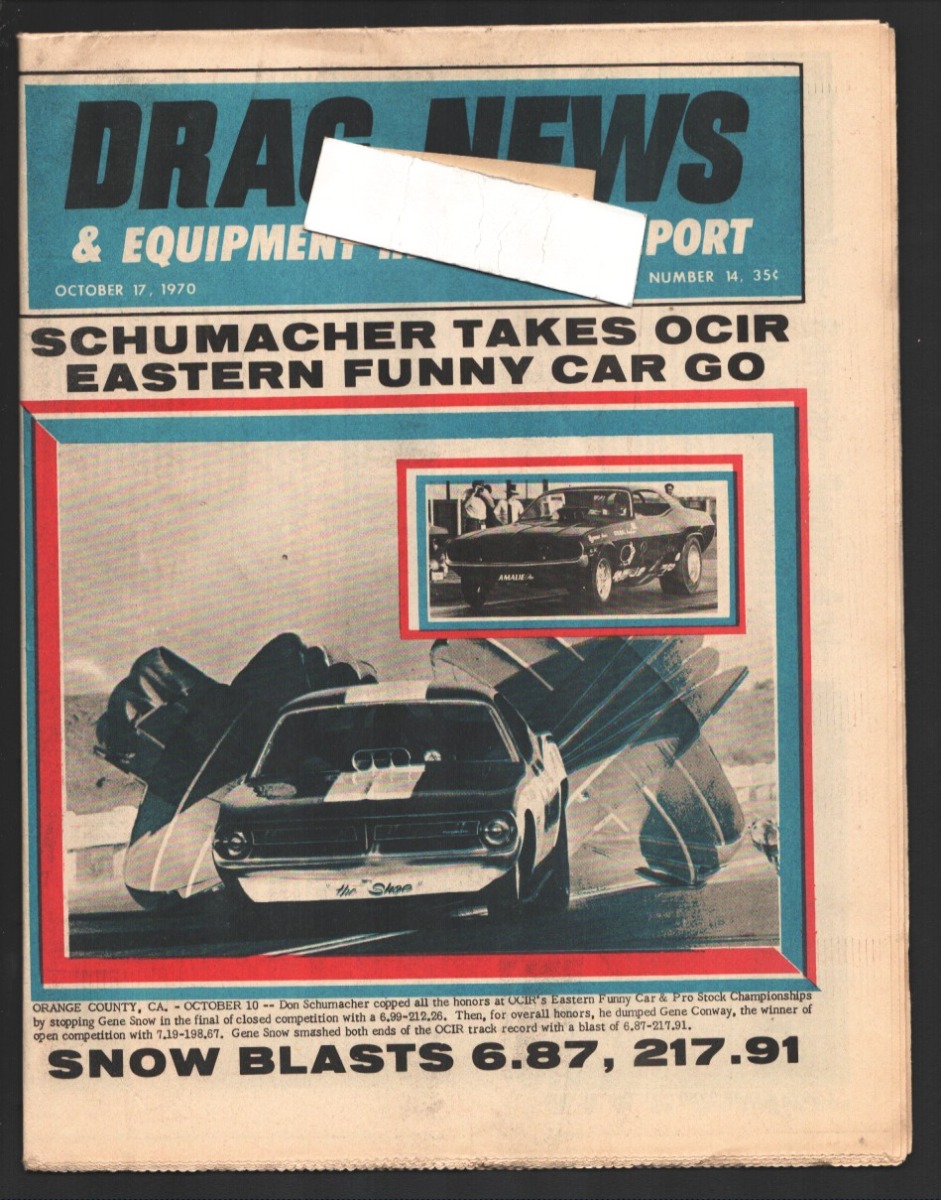 DRAG NEWS
& EQUIPMENT PORT
OCTOBER 17, 1970
NUMBER 14, 35¢
SCHUMACHER TAKES OCIR
EASTERN FUNNY CAR GO
AMALIE
the Shoe
ORANGE COUNTY, CA. - OCTOBER 10 -- Don Schumacher copped all the honors at OCIR's Eastern Funny Car & Pro Stock Championships
by stopping Gene Snow in the final of closed competition with a 6.99-212.26. Then, for overall honors, he dumped Gene Conway, the winner of
open competition with 7.19-198.67. Gene Snow smashed both ends of the OCIR track record with a blast of 6.87-217.91.
SNOW BLASTS 6.87, 217.91